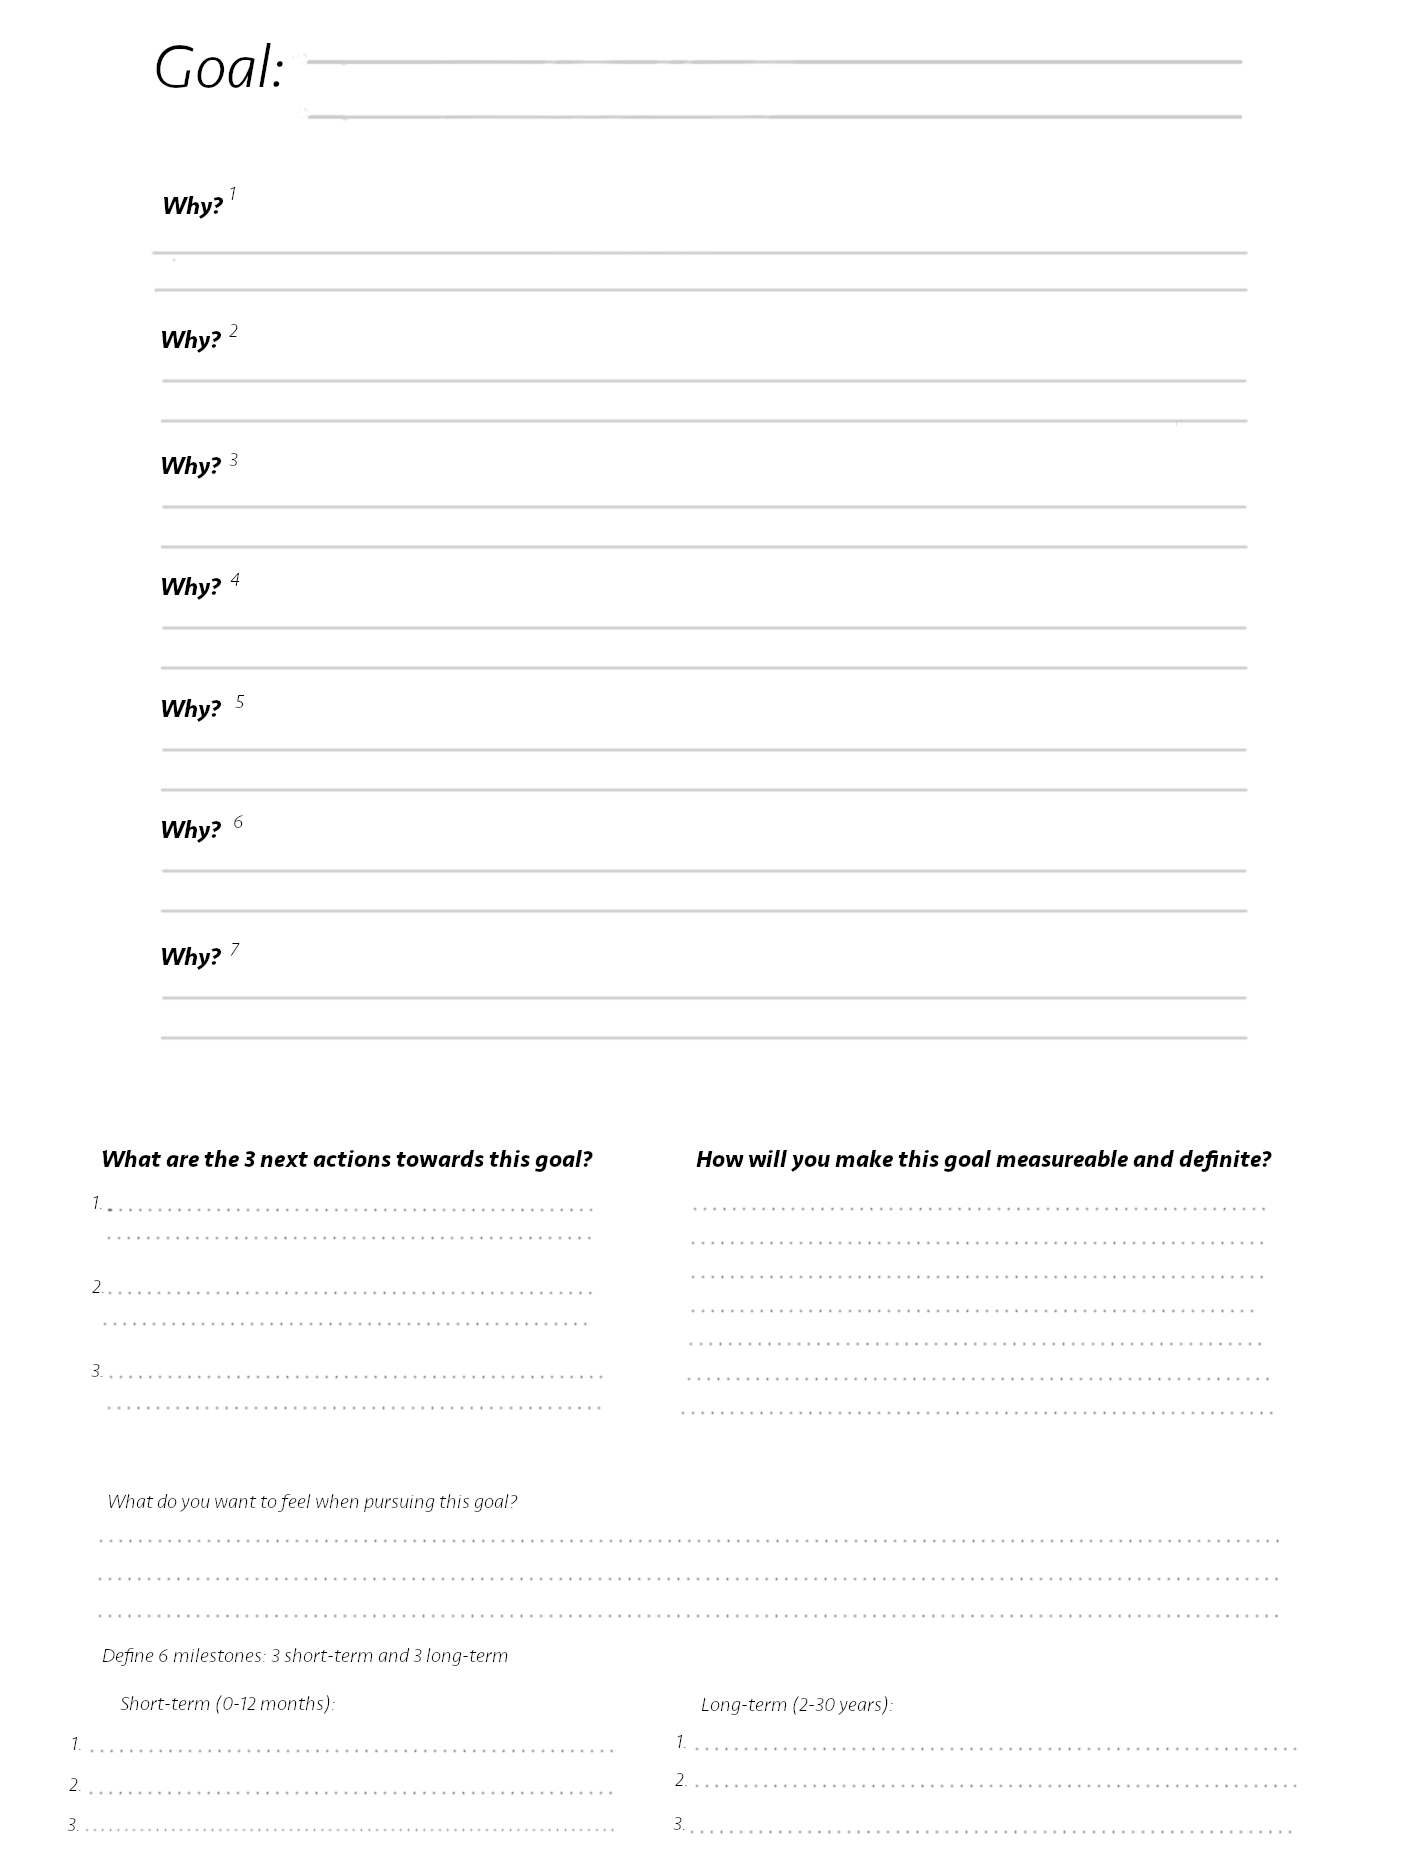 Goal:
Why? 1
Why? 2
Why? 3
Why? 4
Why? 5
Why? 6
Why? 7
What are the 3 next actions towards this goal?
1.
2.
3.
How will you make this goal measureable and definite?
What do you want to feel when pursuing this goal?
Define 6 milestones: 3 short-term and 3 long-term
Short-term (0-12 months):
1.
2.
3.
Long-term (2-30 years):
1.
2.
3.